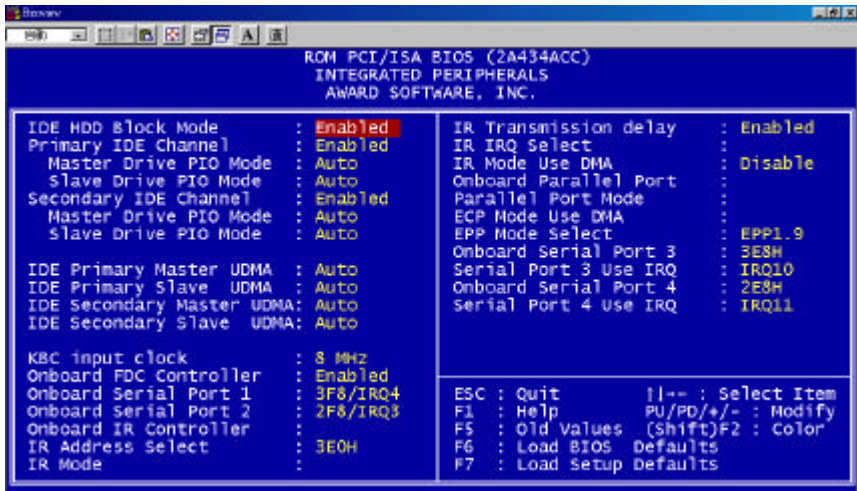 ROM PCI/ISA BIOS (2A434ACC)
INTEGRATED PERIPHERALS
AWARD SOFTWARE, INC.
IDE HDD Block Mode : Enabled
Primary IDE Channel : Enabled
Master Drive PIO Mode : Auto
Slave Drive PIO Mode : Auto
Secondary IDE Channel : Enabled
Master Drive PIO Mode : Auto
Slave Drive PIO Mode : Auto
IDE Primary Master UDMA : Auto
IDE Primary Slave UDMA : Auto
IDE Secondary Master UDMA: Auto
IDE Secondary Slave UDMA: Auto
KBC input clock : 8 MHz
Onboard FDC Controller : Enabled
Onboard Serial Port 1 : 3F8/IRQ4
Onboard Serial Port 2 : 2F8/IRQ3
Onboard IR Controller :
IR Address Select : 3E0H
IR Mode :
IR Transmission delay : Enabled
IR IRQ Select :
IR Mode Use DMA : Disable
Onboard Parallel Port :
Parallel Port Mode :
ECP Mode Use DMA :
EPP Mode Select : EPP1.9
Onboard Serial Port 3 : 3E8H
Serial Port 3 Use IRQ : IRQ10
Onboard Serial Port 4 : 2E8H
Serial Port 4 Use IRQ : IRQ11
ESC : Quit : Select Item
F1 : Help PU/PD/+/- : Modify
F5 : Old Values (Shift)F2 : Color
F6 : Load BIOS Defaults
F7 : Load Setup Defaults